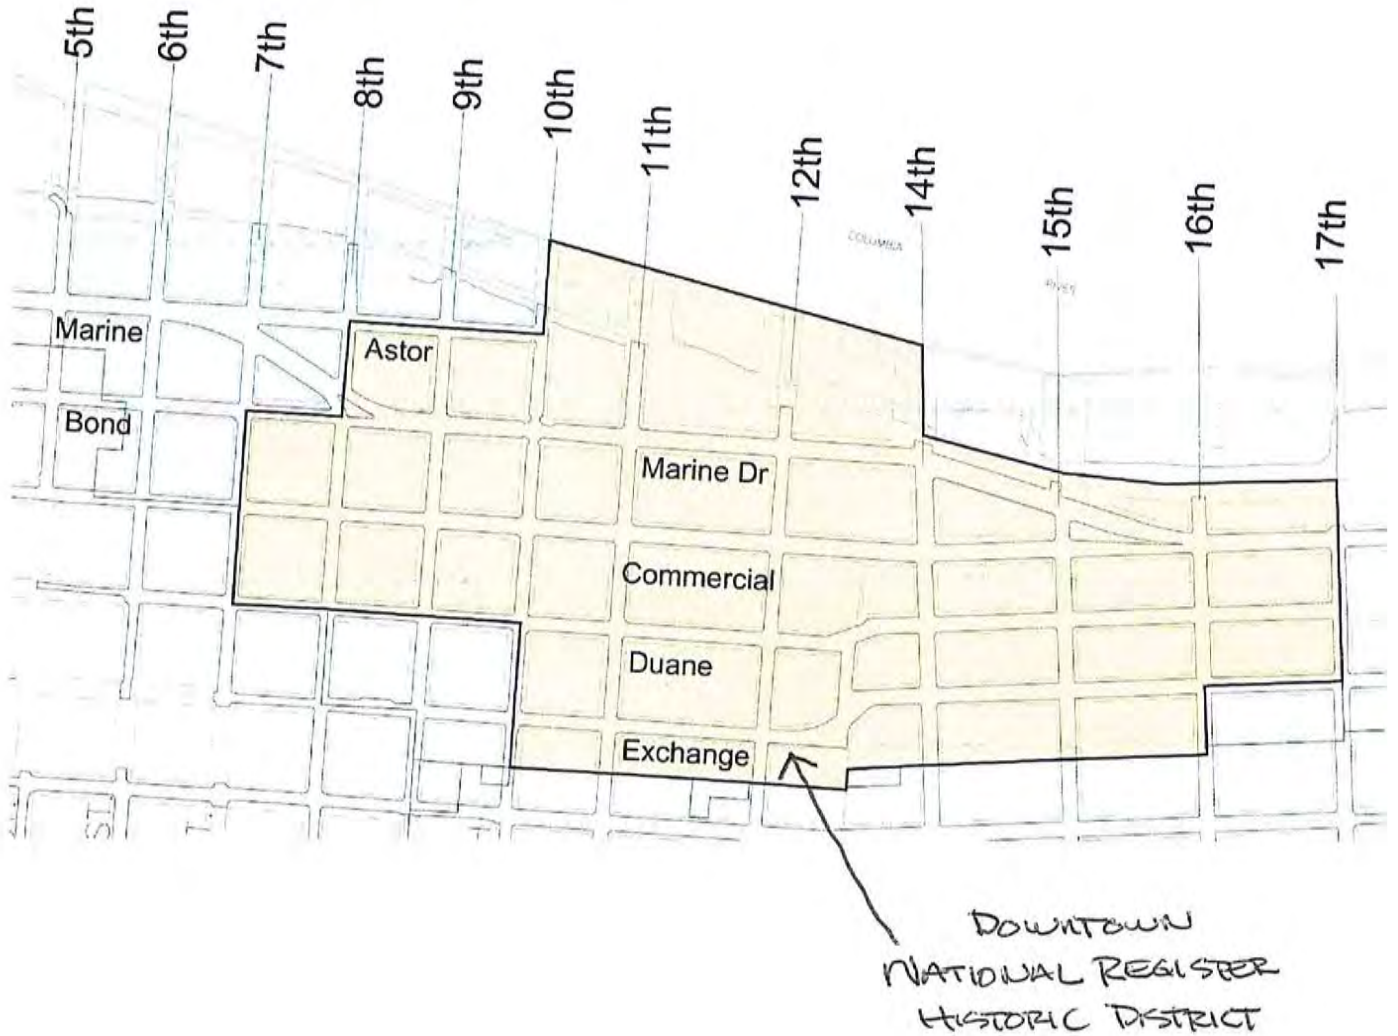 5th
6th
7th
8th
9th
10th
11th
12th
14th
15th
16th
17th
COLUMBIA
RIVER
Marine
Astor
Bond
Marine Dr
Commercial
Duane
Exchange
ST.
T.
DOWNTOWN
NATIONAL REGISTER
HISTORIC DISTRICT